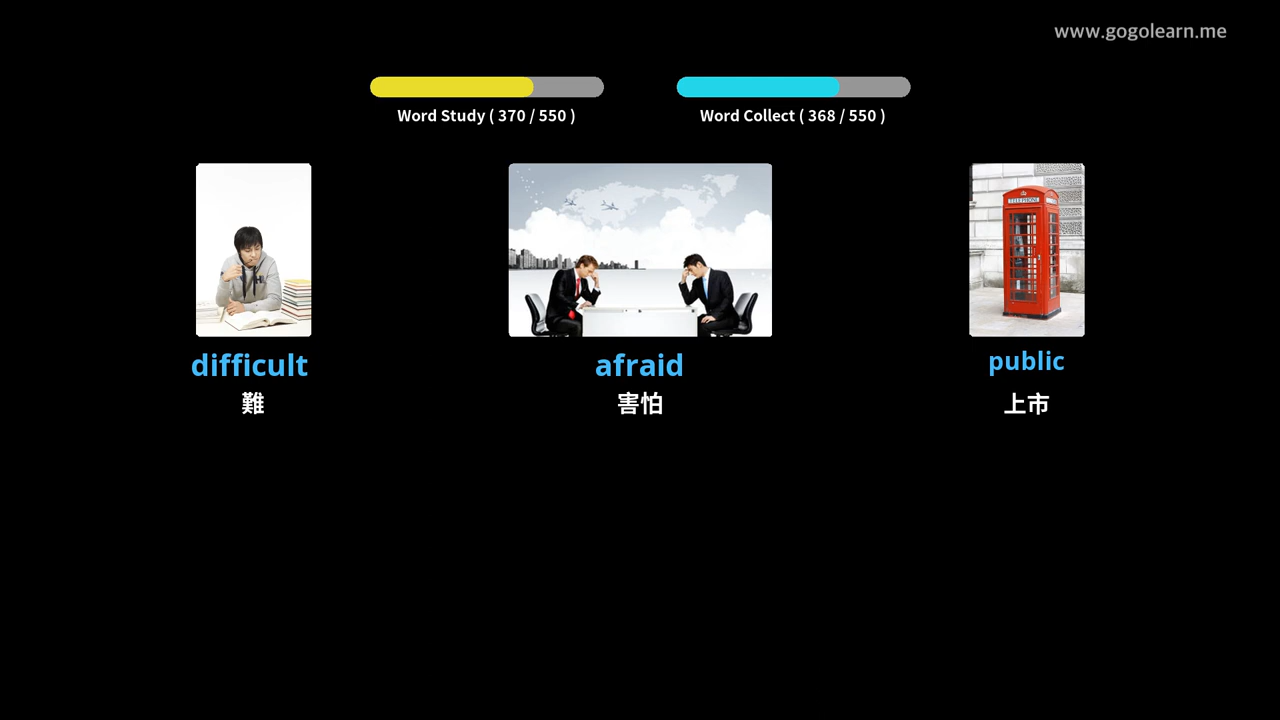 www.gogolearn.me
Word Study ( 370 / 550 )
Word Collect ( 368 / 550 )
TELEPHONE
difficult
afraid
public
難
害怕
上市